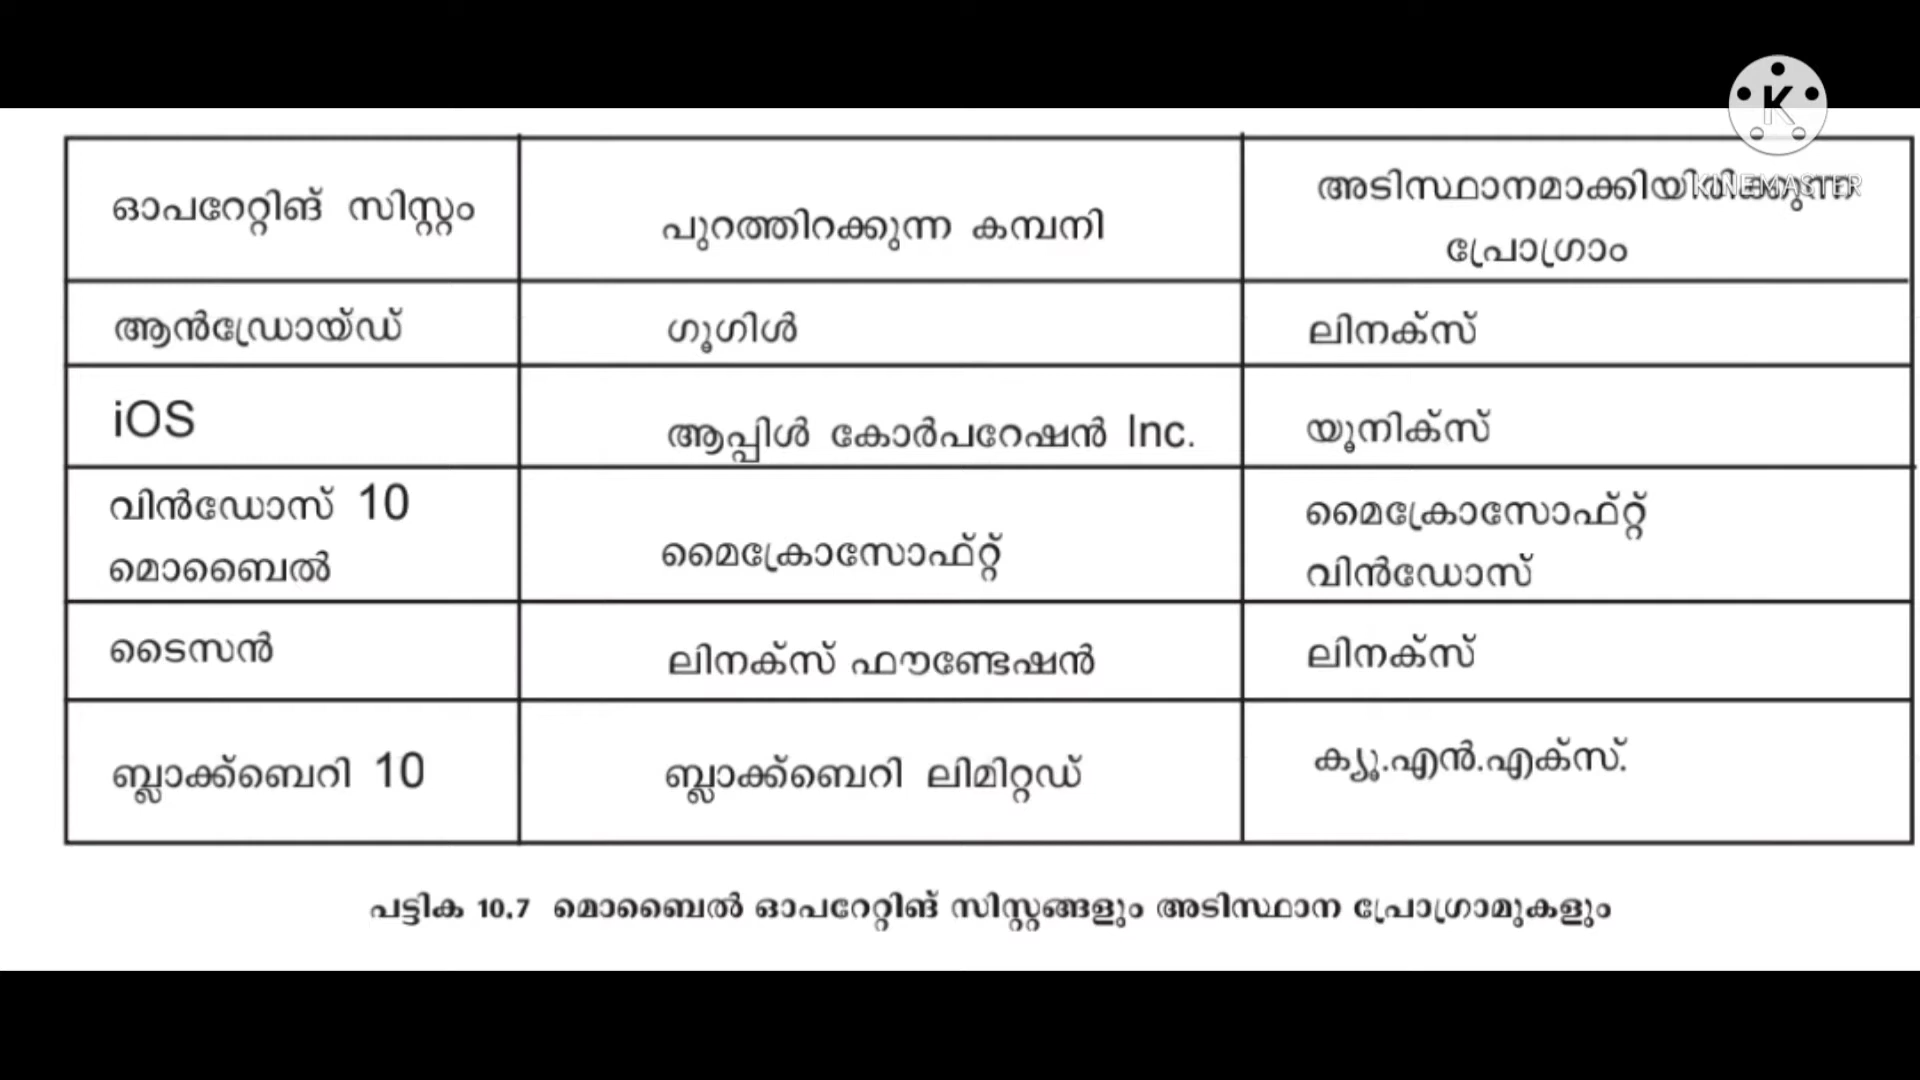 ഓപറേറ്റിങ് സിസ്റ്റം
പുറത്തിറക്കുന്ന കമ്പനി
അടിസ്ഥാനമാക്കിയിരിക്കുന്ന
പ്രോഗ്രാം
ആൻഡ്രോയ്ഡ്
ഗൂഗിൾ
ലിനക്സ്
iOS
ആപ്പിൾ കോർപറേഷൻ Inc.
യൂനിക്സ്
വിൻഡോസ് 10
മൊബൈൽ
മൈക്രോസോഫ്റ്റ്
മൈക്രോസോഫ്റ്റ്
വിൻഡോസ്
ടൈസൻ
ലിനക്സ് ഫൗണ്ടേഷൻ
ലിനക്സ്
ബ്ലാക്ക്ബെറി 10
ബ്ലാക്ക്ബെറി ലിമിറ്റഡ്
ക്യൂ.എൻ.എക്സ്.
പട്ടിക 10.7 മൊബൈൽ ഓപറേറ്റിങ് സിസ്റ്റങ്ങളും അടിസ്ഥാന പ്രോഗ്രാമുകളും
K
KINEMASTER